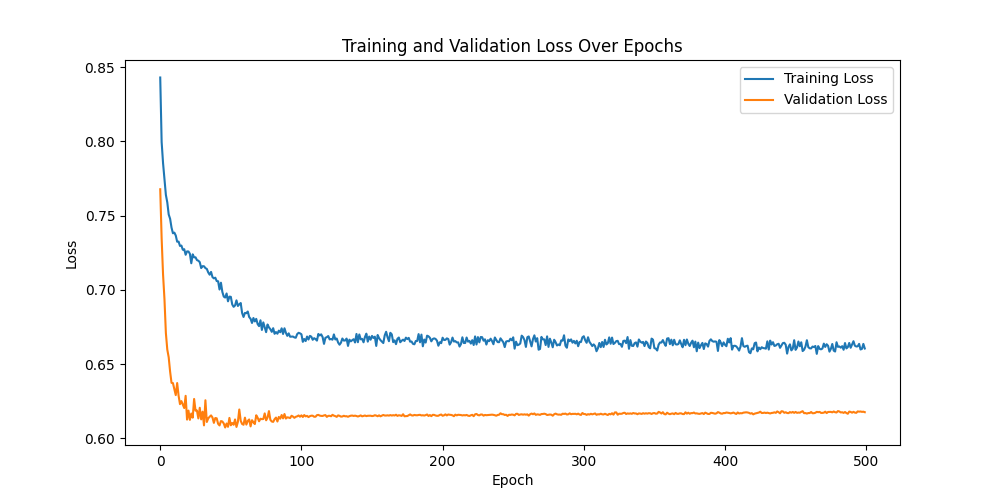 Training and Validation Loss Over Epochs
Training Loss
Validation Loss
Loss
0.85
0.80
0.75
0.70
0.65
0.60
0
100
200
300
400
500
Epoch